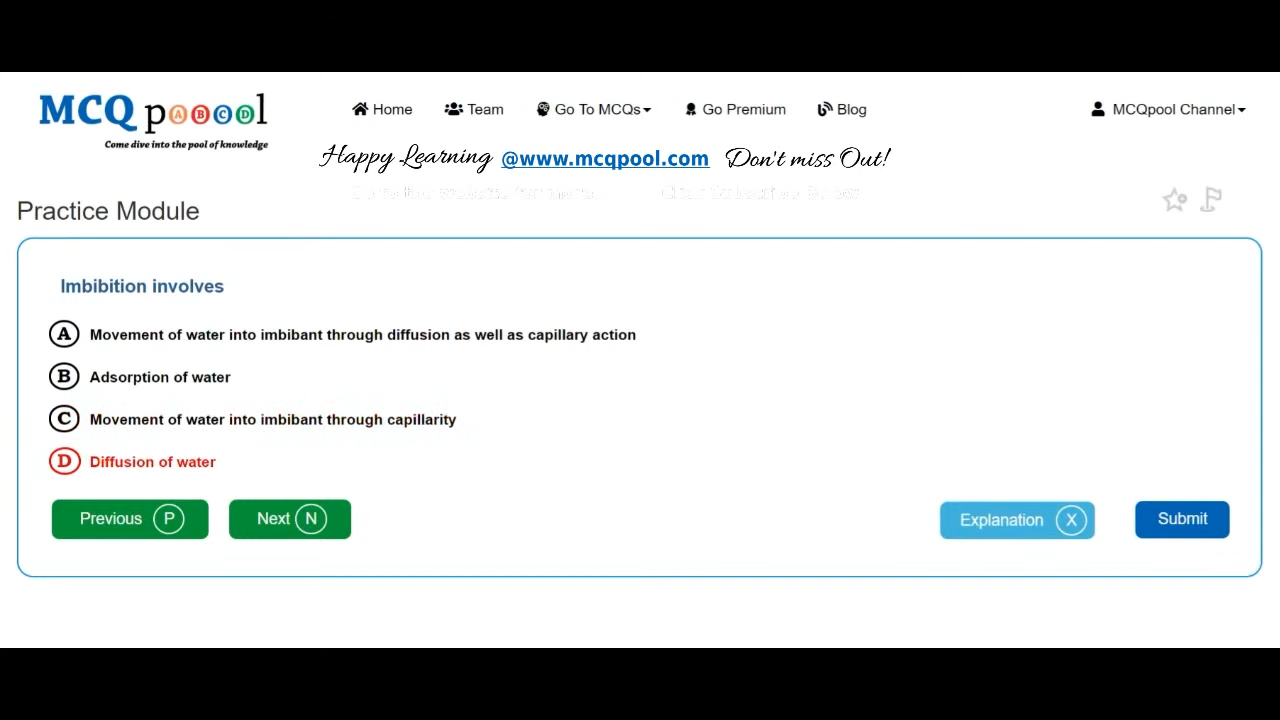 MCQ pooool
Come dive into the pool of knowledge
Home Team Go To MCQs Go Premium Blog MCQpool Channel
Happy Learning @www.mcqpool.com Don't miss Out!
Practice Module
Imbibition involves
A Movement of water into imbibant through diffusion as well as capillary action
B Adsorption of water
C Movement of water into imbibant through capillarity
D Diffusion of water
Previous P Next N Explanation X Submit